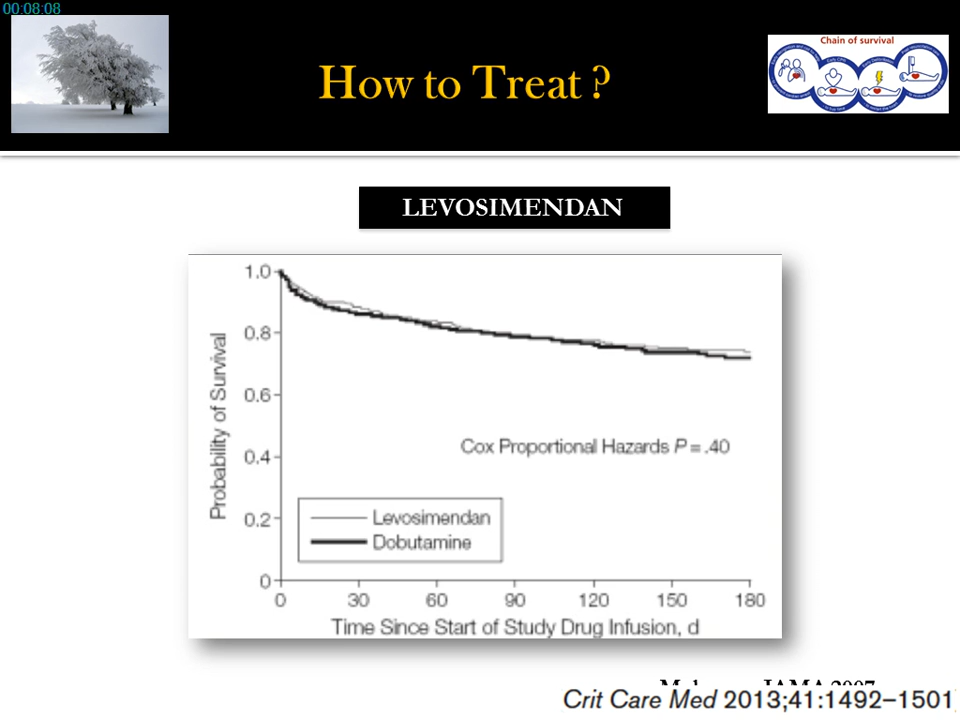 00:08:08
How to Treat ?
Chain of survival
LEVOSIMENDAN
1.0
0.8
0.6
0.4
0.2
0
Probability of Survival
Cox Proportional Hazards P = .40
Levosimendan
Dobutamine
0 30 60 90 120 150 180
Time Since Start of Study Drug Infusion, d
JAMA 2007
Crit Care Med 2013;41:1492–1501